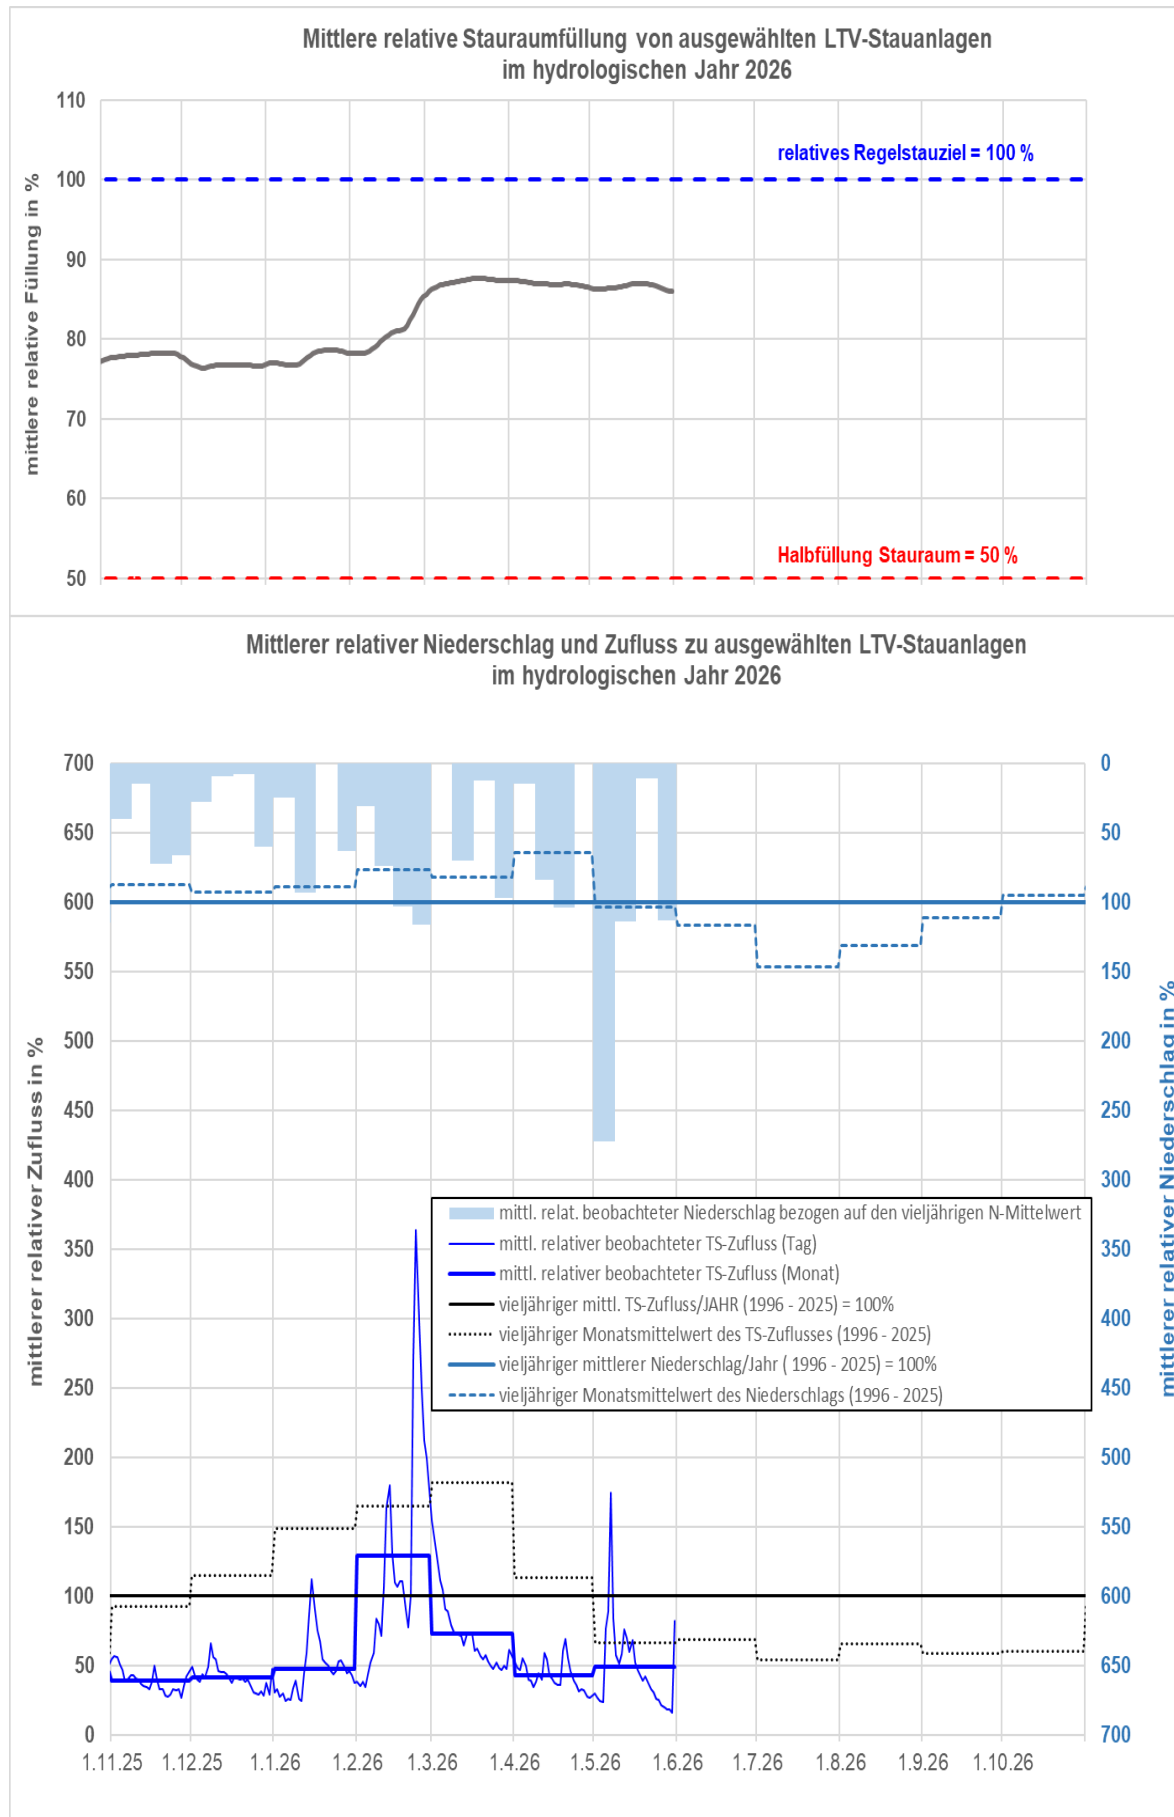 Mittlere relative Stauraumfüllung von ausgewählten LTV-Stauanlagen
im hydrologischen Jahr 2026
mittlere relative Füllung in %
110
100
90
80
70
60
50
relatives Regelstauziel = 100 %
Halbfüllung Stauraum = 50 %
Mittlerer relativer Niederschlag und Zufluss zu ausgewählten LTV-Stauanlagen
im hydrologischen Jahr 2026
mittlerer relativer Zufluss in %
700
650
600
550
500
450
400
350
300
250
200
150
100
50
0
mittl. relat. beobachteter Niederschlag bezogen auf den vieljährigen N-Mittelwert
mittl. relativer beobachteter TS-Zufluss (Tag)
mittl. relativer beobachteter TS-Zufluss (Monat)
vieljähriger mittl. TS-Zufluss/JAHR (1996 - 2025) = 100%
vieljähriger Monatsmittelwert des TS-Zuflusses (1996 - 2025)
vieljähriger mittlerer Niederschlag/Jahr ( 1996 - 2025) = 100%
vieljähriger Monatsmittelwert des Niederschlags (1996 - 2025)
0
50
100
150
200
250
300
350
400
450
500
550
600
650
700
mittlerer relativer Niederschlag in %
1.11.25 1.12.25 1.1.26 1.2.26 1.3.26 1.4.26 1.5.26 1.6.26 1.7.26 1.8.26 1.9.26 1.10.26